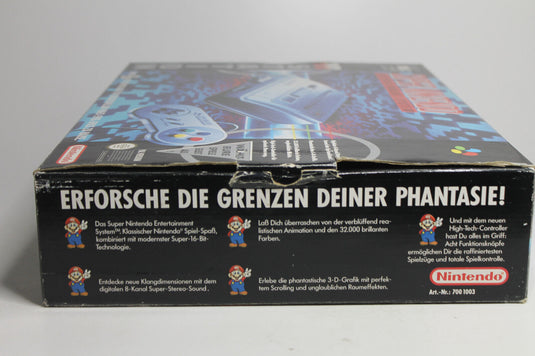 Nintendo
ERFORSCHE DIE GRENZEN DEINER PHANTASIE!
Das Super Nintendo Entertainment
System™. Klassischer Nintendo® Spiel-Spaß,
kombiniert mit modernster Super-16-Bit-
Technologie.
Laß Dich überraschen von der verblüffend rea-
listischen Animation und den 32.000 brillanten
Farben.
Und mit dem neuen
High-Tech-Controller
hast Du alles im Griff:
Acht Funktionsknöpfe
ermöglichen Dir die raffiniertesten
Spielzüge und totale Spielkontrolle.
Entdecke neue Klangdimensionen mit dem
digitalen 8-Kanal Super-Stereo-Sound.
Erlebe die phantastische 3-D-Grafik mit perfek-
tem Scrolling und unglaublichen Raumeffekten.
Nintendo
Art.-Nr.: 700 1003